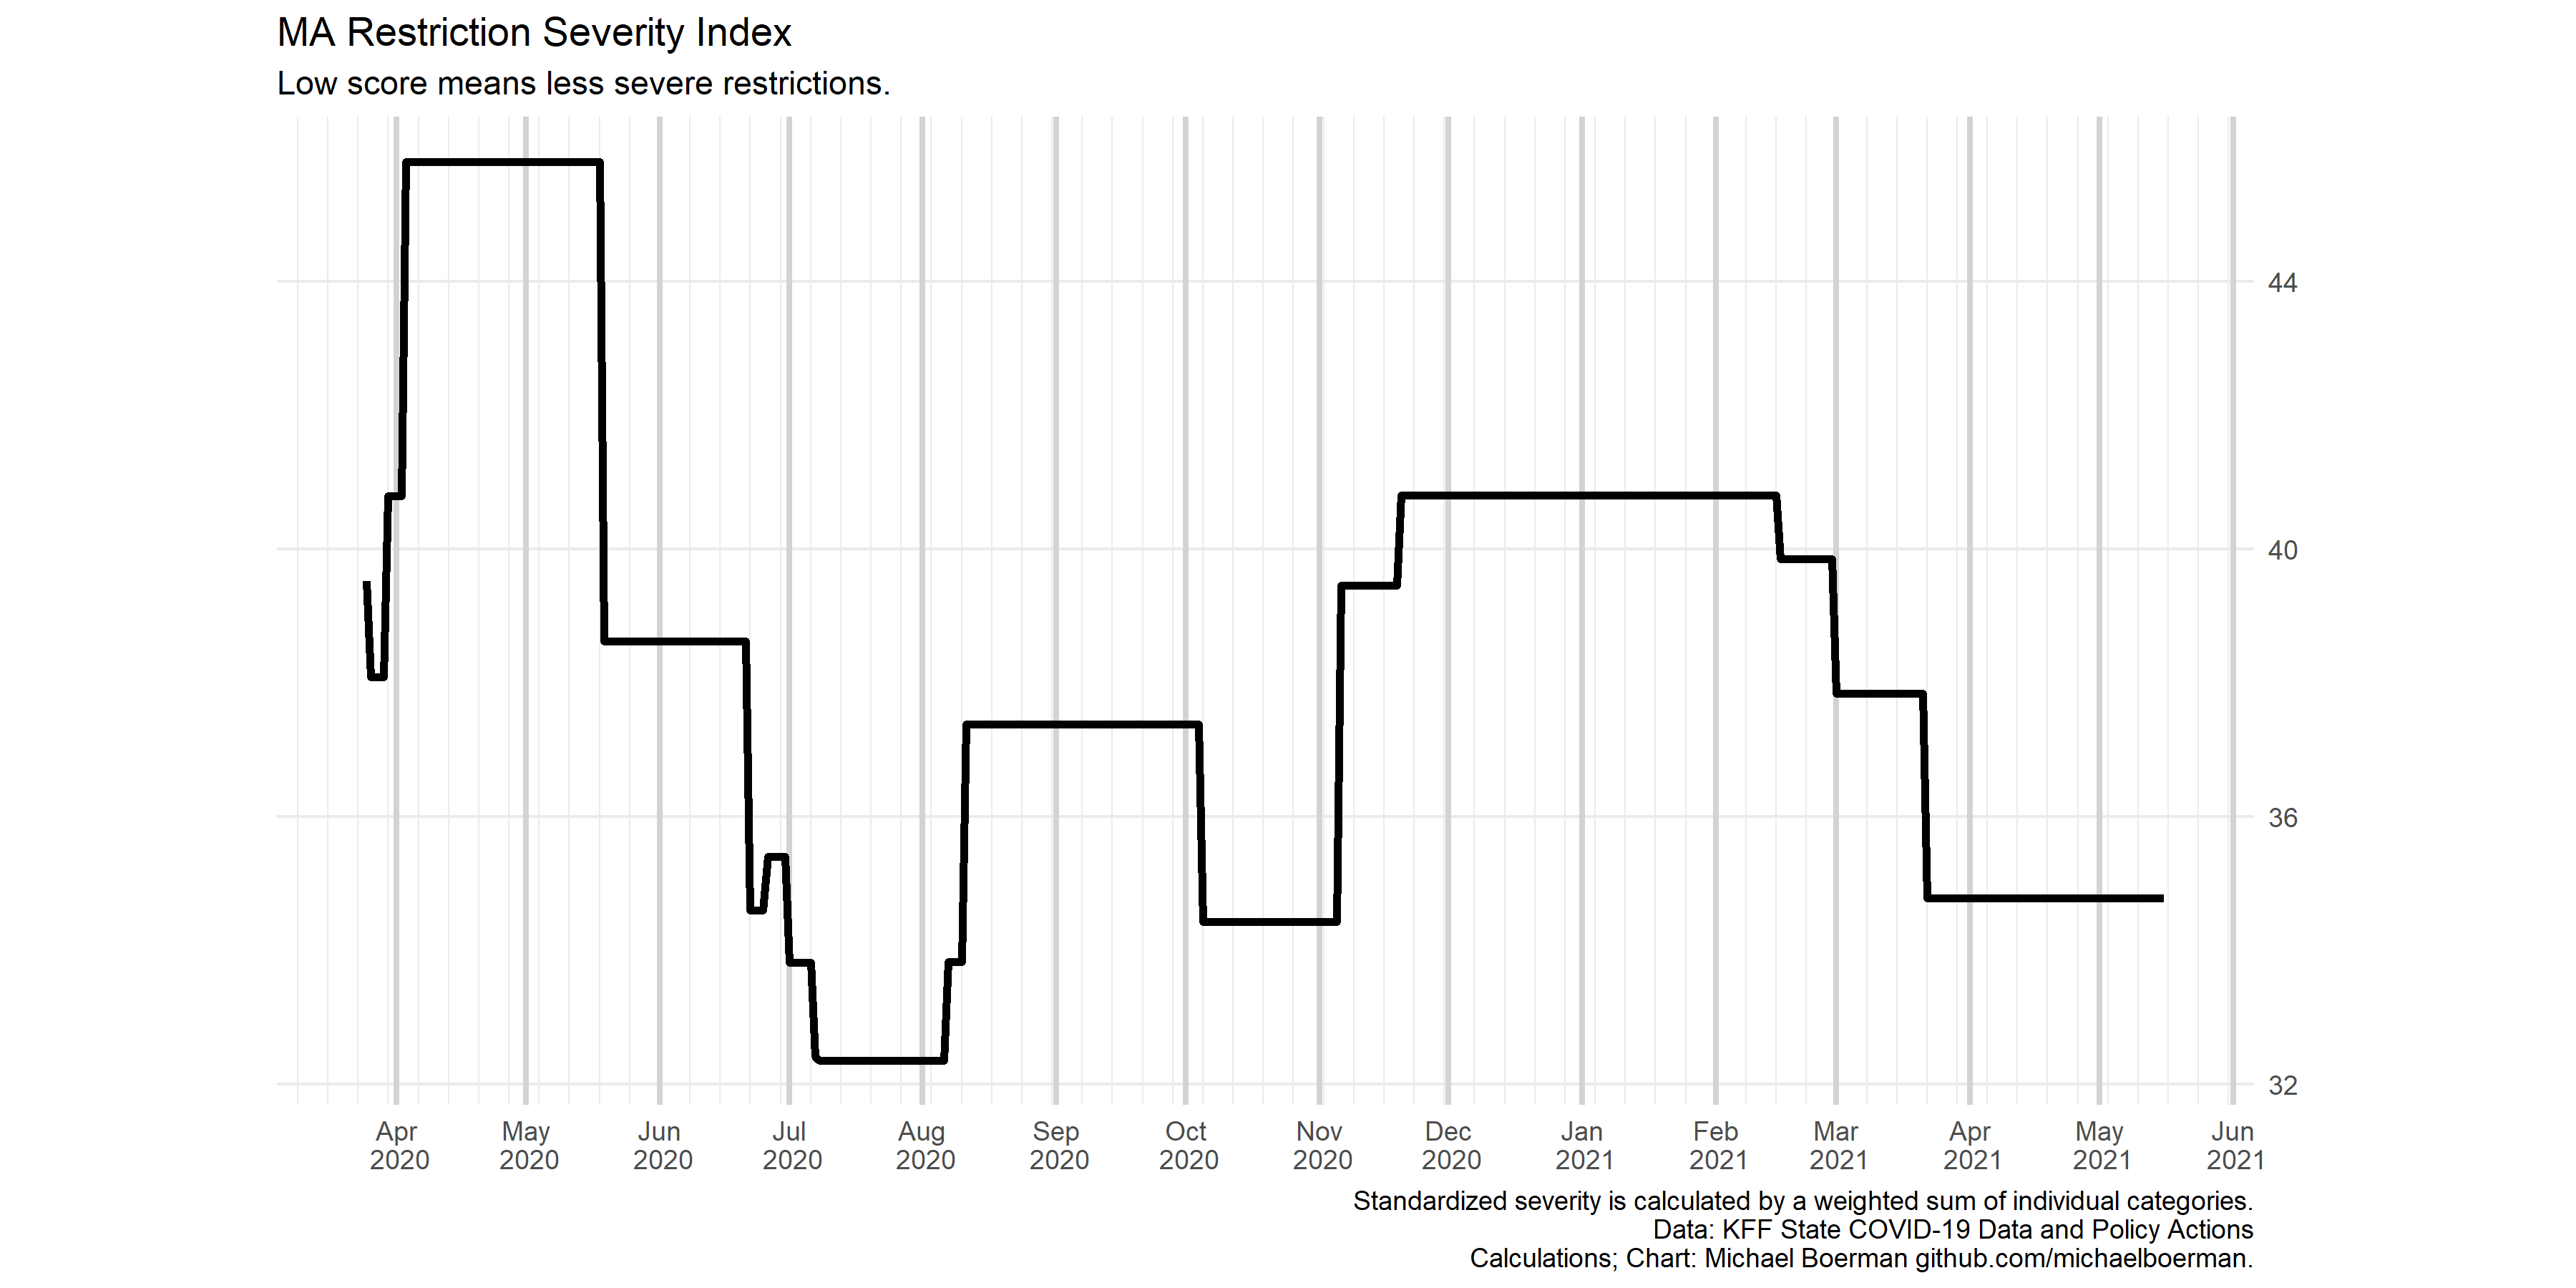 MA Restriction Severity Index
Low score means less severe restrictions.
44
40
36
32
Apr May Jun Jul Aug Sep Oct Nov Dec Jan Feb Mar Apr May Jun
2020 2020 2020 2020 2020 2020 2020 2020 2020 2021 2021 2021 2021 2021 2021
Standardized severity is calculated by a weighted sum of individual categories.
Data: KFF State COVID-19 Data and Policy Actions
Calculations; Chart: Michael Boerman github.com/michaelboerman.